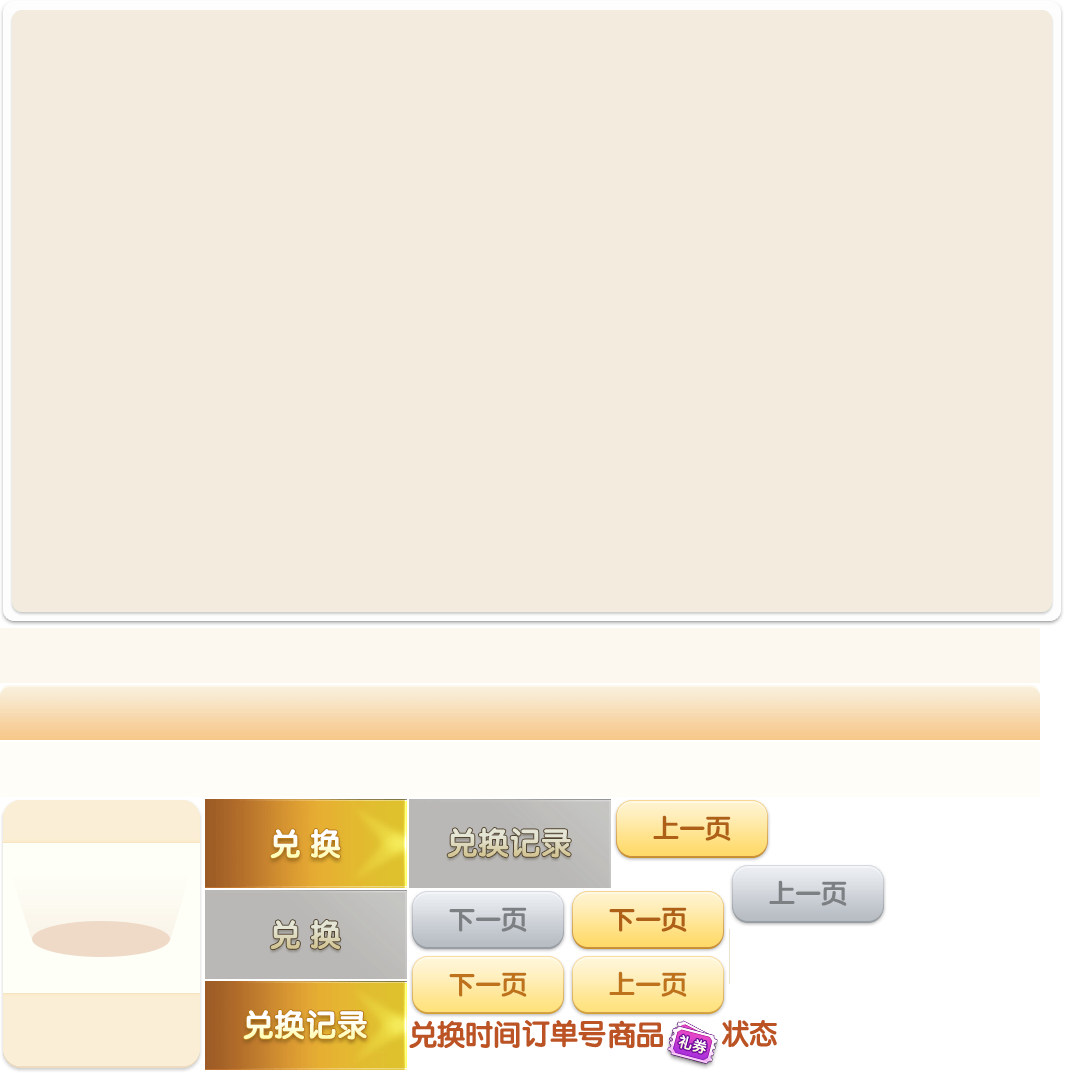 兑 换
兑换记录
上一页
上一页
兑 换
下一页
下一页
下一页
上一页
兑换记录
兑换时间订单号商品
礼券
状态